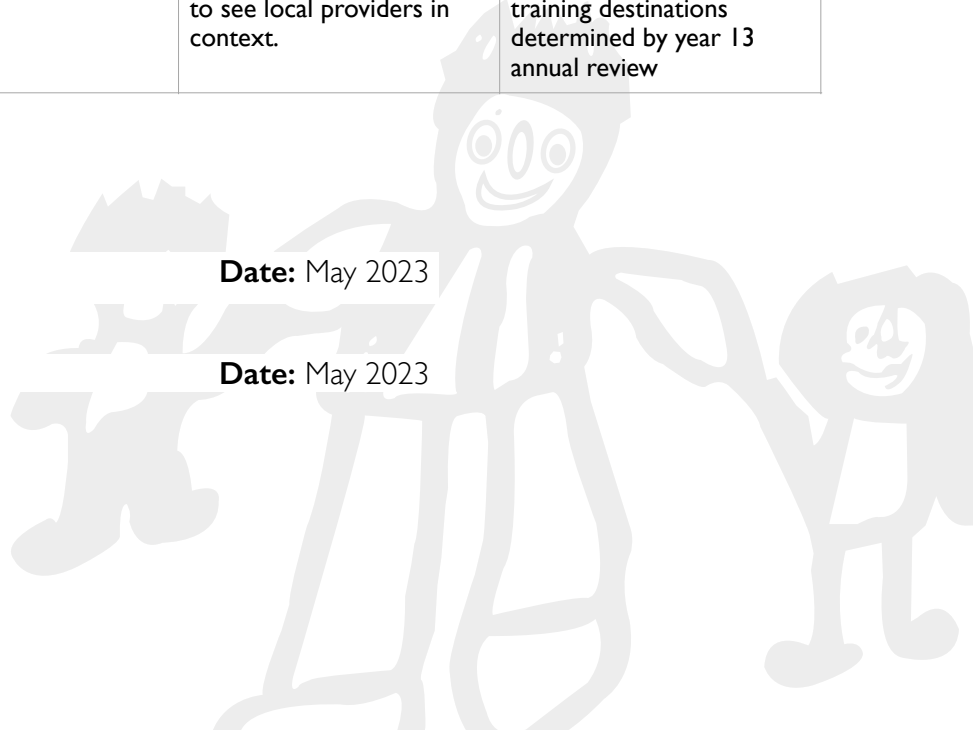 to see local providers in
context.
training destinations
determined by year 13
annual review
Date: May 2023
Date: May 2023